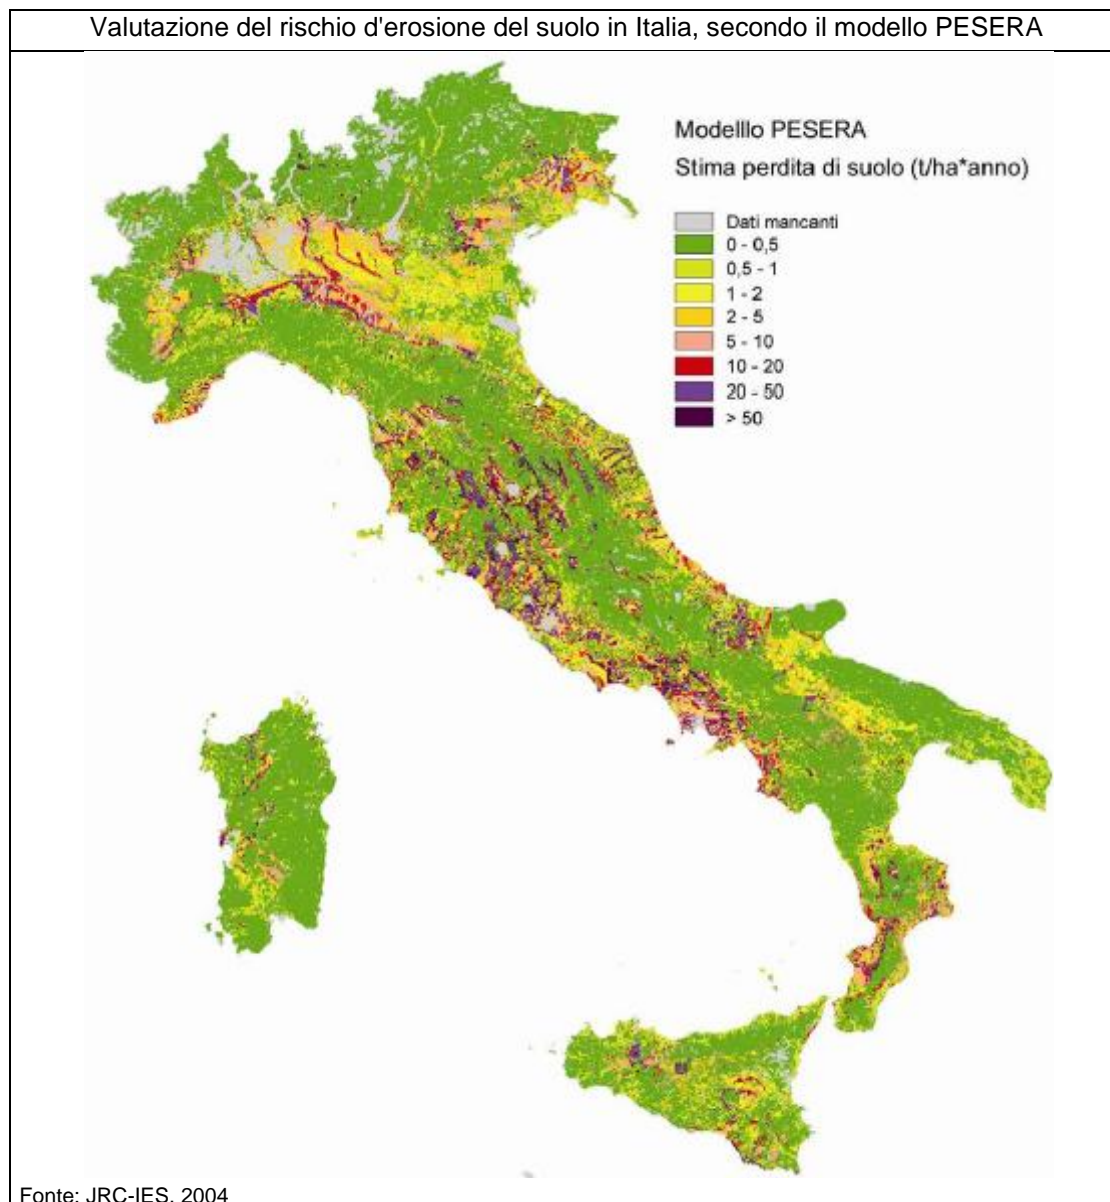 Valutazione del rischio d'erosione del suolo in Italia, secondo il modello PESERA
Modelllo PESERA
Stima perdita di suolo (t/ha*anno)
Dati mancanti
0 - 0,5
0,5 - 1
1 - 2
2 - 5
5 - 10
10 - 20
20 - 50
> 50
Fonte: JRC-IES, 2004